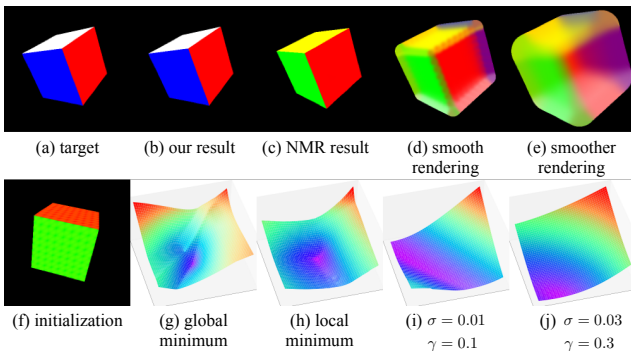 (a) target (b) our result (c) NMR result (d) smooth rendering (e) smoother rendering
(f) initialization (g) global minimum (h) local minimum (i) σ = 0.01 γ = 0.1 (j) σ = 0.03 γ = 0.3